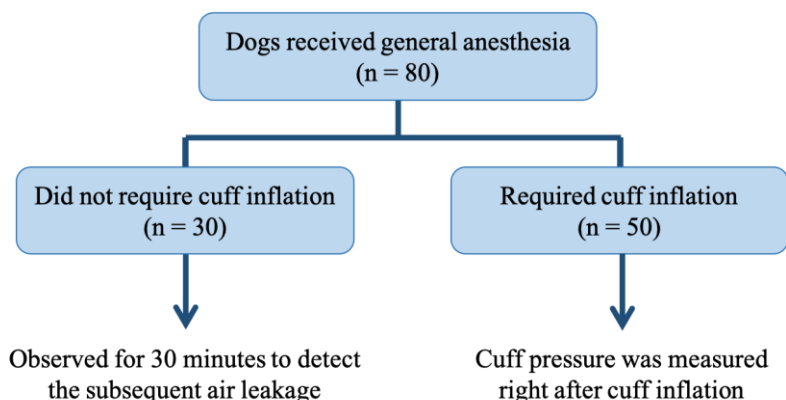 Dogs received general anesthesia
(n = 80)
Did not require cuff inflation
(n = 30)
Required cuff inflation
(n = 50)
Observed for 30 minutes to detect
the subsequent air leakage
Cuff pressure was measured
right after cuff inflation